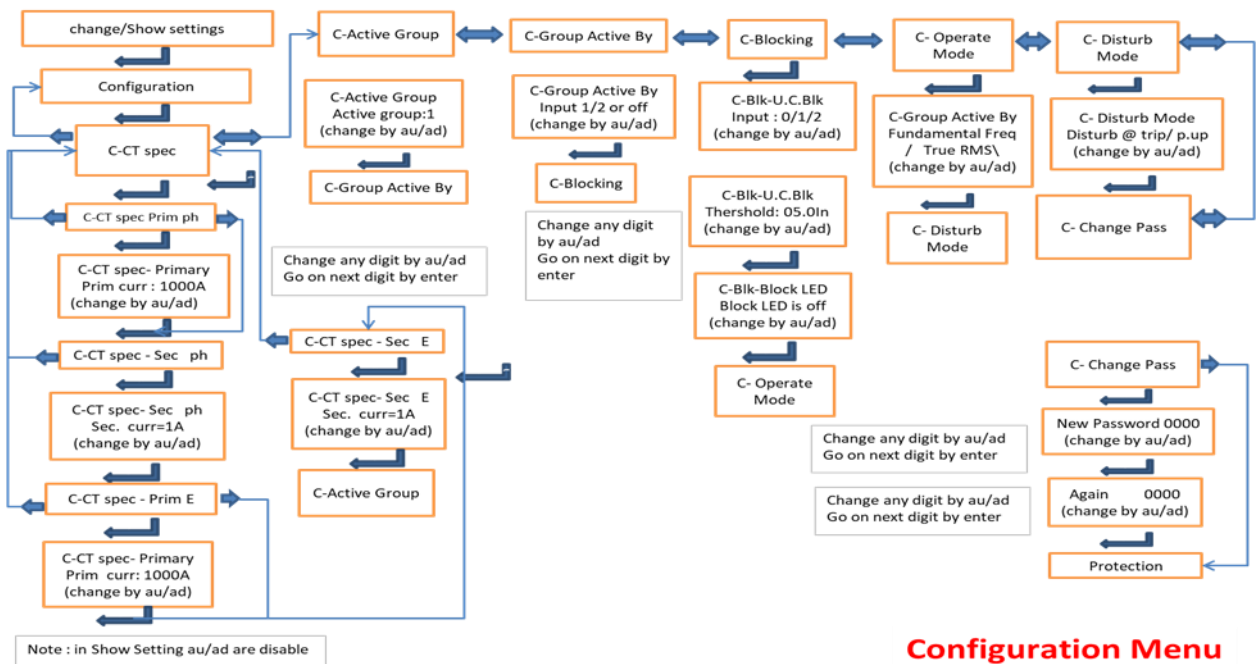 change/Show settings
Configuration
C-CT spec
C-CT spec Prim ph
C-CT spec- Primary
Prim curr : 1000A
(change by au/ad)
C-CT spec - Sec ph
C-CT spec- Sec ph
Sec. curr=1A
(change by au/ad)
C-CT spec - Prim E
C-CT spec- Primary
Prim curr: 1000A
(change by au/ad)
Note : in Show Setting au/ad are disable
C-Active Group
C-Active Group
Active group:1
(change by au/ad)
C-Group Active By
Change any digit by au/ad
Go on next digit by enter
C-CT spec - Sec E
C-CT spec- Sec E
Sec. curr=1A
(change by au/ad)
C-Active Group
C-Group Active By
C-Group Active By
Input 1/2 or off
(change by au/ad)
C-Blocking
Change any digit
by au/ad
Go on next digit by
enter
C-Blocking
C-Blk-U.C.Blk
Input : 0/1/2
(change by au/ad)
C-Blk-U.C.Blk
Thershold: 05.0In
(change by au/ad)
C-Blk-Block LED
Block LED is off
(change by au/ad)
C- Operate
Mode
C- Operate
Mode
C-Group Active By
Fundamental Freq
/ True RMS\
(change by au/ad)
C- Disturb
Mode
C- Disturb
Mode
C- Disturb Mode
Disturb @ trip/ p.up
(change by au/ad)
C- Change Pass
C- Change Pass
New Password 0000
(change by au/ad)
Change any digit by au/ad
Go on next digit by enter
Again 0000
(change by au/ad)
Change any digit by au/ad
Go on next digit by enter
Protection
Configuration Menu